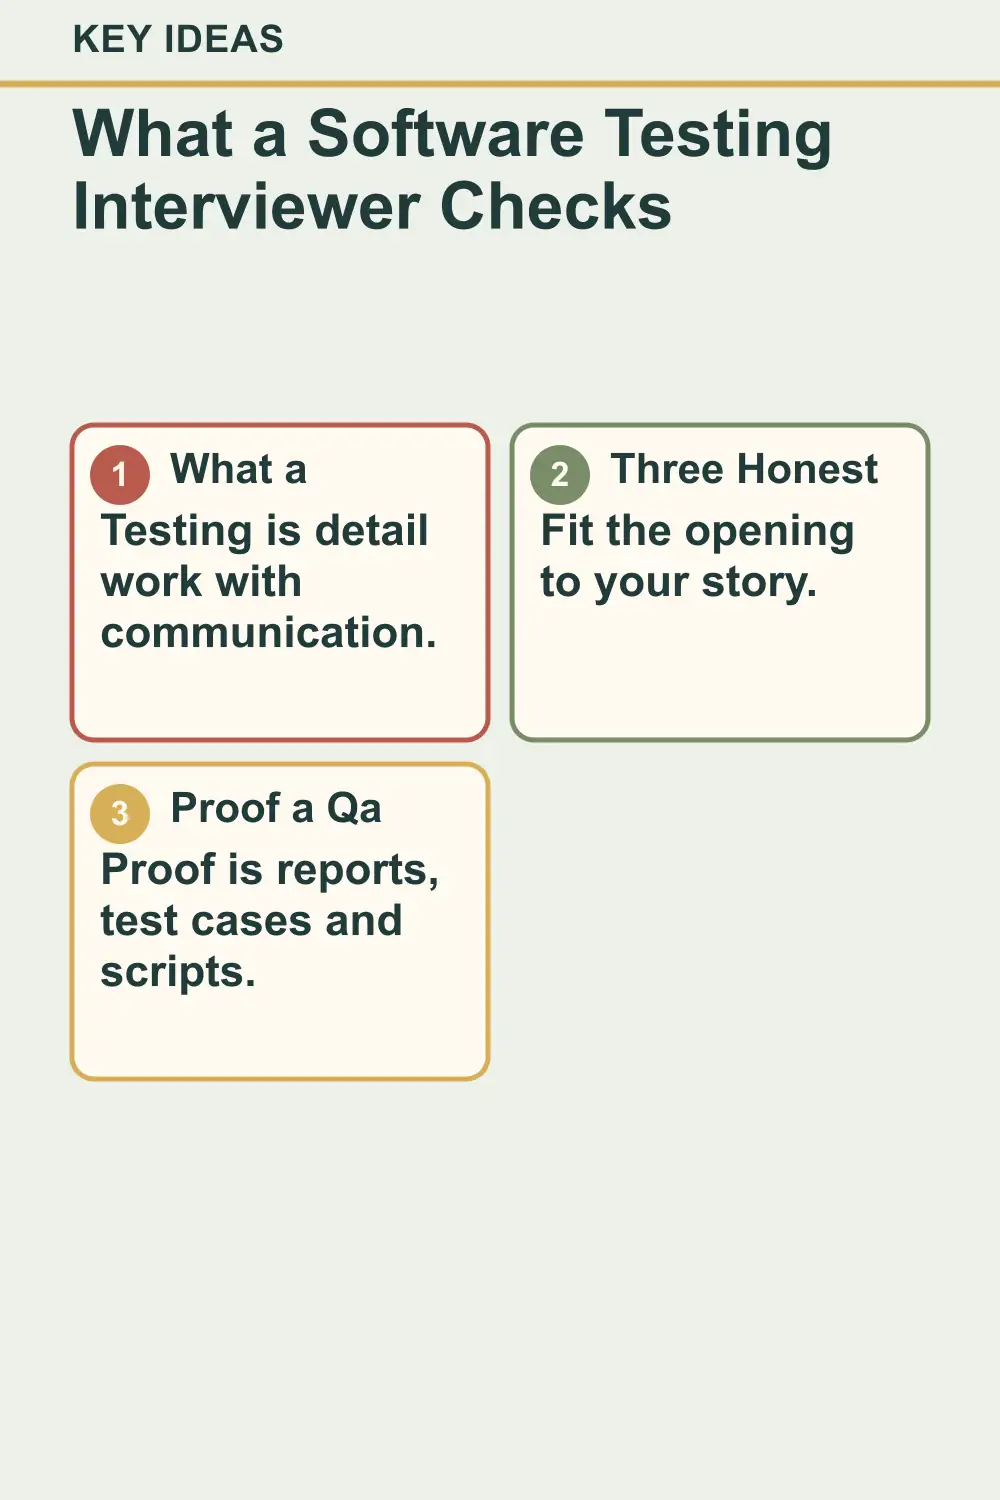 KEY IDEAS
What a Software Testing
Interviewer Checks
1 What a
Testing is detail
work with
communication.
2 Three Honest
Fit the opening
to your story.
3 Proof a Qa
Proof is reports,
test cases and
scripts.